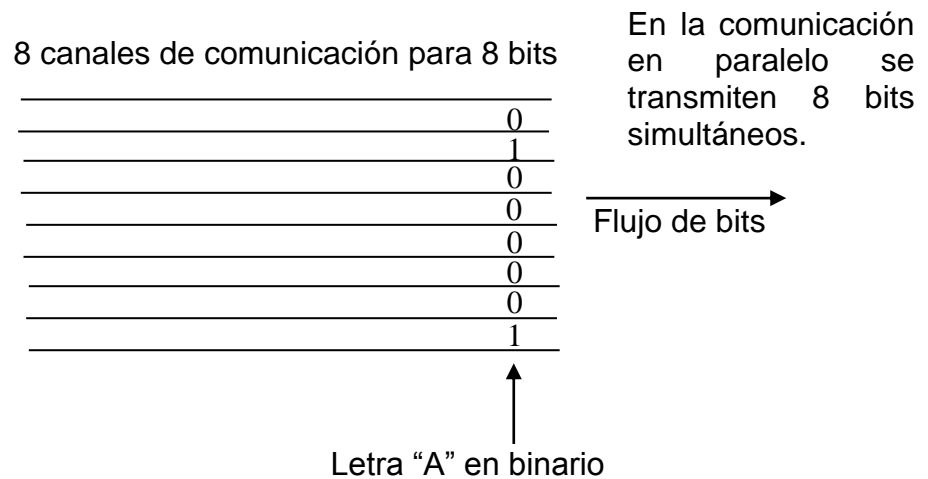 8 canales de comunicación para 8 bits
En la comunicación
en paralelo se
transmiten 8 bits
simultáneos.
0
1
0
0
0
0
0
1
Flujo de bits
Letra “A” en binario